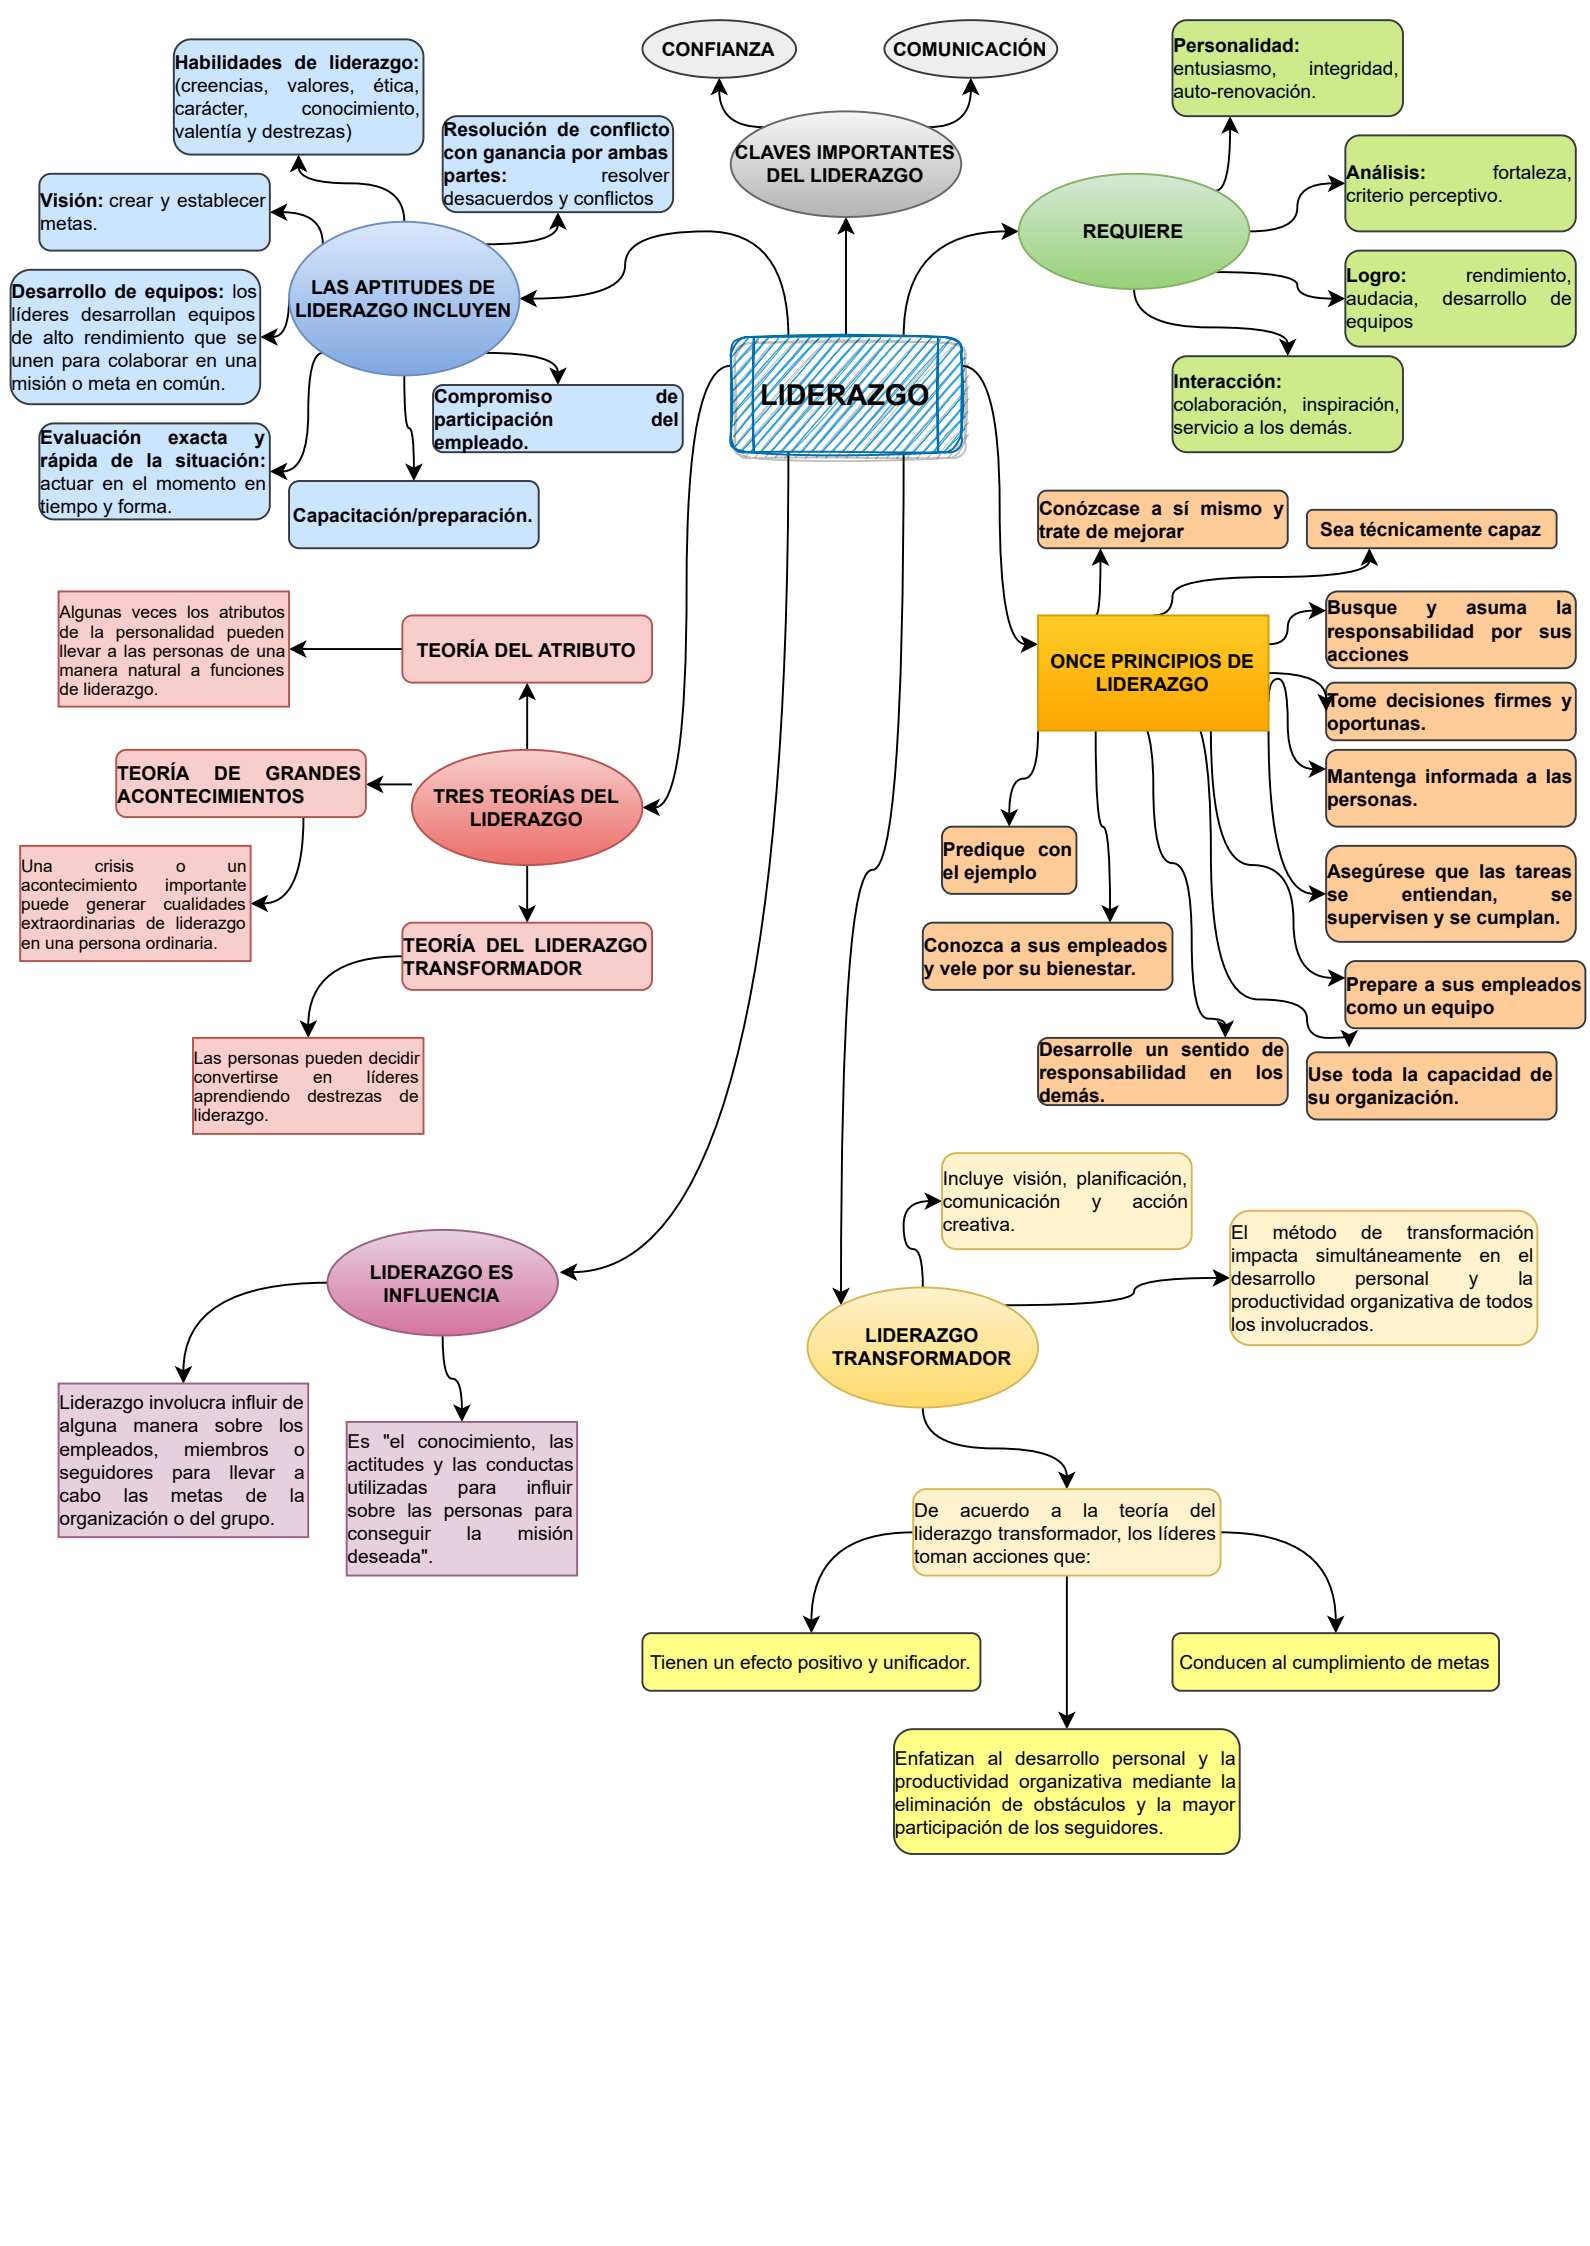 CONFIANZA
COMUNICACIÓN
CLAVES IMPORTANTES
DEL LIDERAZGO
Habilidades de liderazgo:
(creencias, valores, ética,
carácter, conocimiento,
valentía y destrezas)
Resolución de conflicto
con ganancia por ambas
partes: resolver
desacuerdos y conflictos
Visión: crear y establecer
metas.
LAS APTITUDES DE
LIDERAZGO INCLUYEN
Desarrollo de equipos: los
líderes desarrollan equipos
de alto rendimiento que se
unen para colaborar en una
misión o meta en común.
Compromiso de
participación del
empleado.
Evaluación exacta y
rápida de la situación:
actuar en el momento en
tiempo y forma.
Capacitación/preparación.
LIDERAZGO
REQUIERE
Personalidad:
entusiasmo, integridad,
auto-renovación.
Análisis: fortaleza,
criterio perceptivo.
Logro: rendimiento,
audacia, desarrollo de
equipos
Interacción:
colaboración, inspiración,
servicio a los demás.
Conózcase a sí mismo y
trate de mejorar
Sea técnicamente capaz
ONCE PRINCIPIOS DE
LIDERAZGO
Busque y asuma la
responsabilidad por sus
acciones
Tome decisiones firmes y
oportunas.
Mantenga informada a las
personas.
Predique con
el ejemplo
Asegúrese que las tareas
se entiendan, se
supervisen y se cumplan.
Conozca a sus empleados
y vele por su bienestar.
Prepare a sus empleados
como un equipo
Desarrolle un sentido de
responsabilidad en los
demás.
Use toda la capacidad de
su organización.
Algunas veces los atributos
de la personalidad pueden
llevar a las personas de una
manera natural a funciones
de liderazgo.
TEORÍA DEL ATRIBUTO
TEORÍA DE GRANDES
ACONTECIMIENTOS
TRES TEORÍAS DEL
LIDERAZGO
Una crisis o un
acontecimiento importante
puede generar cualidades
extraordinarias de liderazgo
en una persona ordinaria.
TEORÍA DEL LIDERAZGO
TRANSFORMADOR
Las personas pueden decidir
convertirse en líderes
aprendiendo destrezas de
liderazgo.
LIDERAZGO ES
INFLUENCIA
Liderazgo involucra influir de
alguna manera sobre los
empleados, miembros o
seguidores para llevar a
cabo las metas de la
organización o del grupo.
Es "el conocimiento, las
actitudes y las conductas
utilizadas para influir
sobre las personas para
conseguir la misión
deseada".
Incluye visión, planificación,
comunicación y acción
creativa.
El método de transformación
impacta simultáneamente en el
desarrollo personal y la
productividad organizativa de todos
los involucrados.
LIDERAZGO
TRANSFORMADOR
De acuerdo a la teoría del
liderazgo transformador, los líderes
toman acciones que:
Tienen un efecto positivo y unificador.
Conducen al cumplimiento de metas
Enfatizan al desarrollo personal y la
productividad organizativa mediante la
eliminación de obstáculos y la mayor
participación de los seguidores.